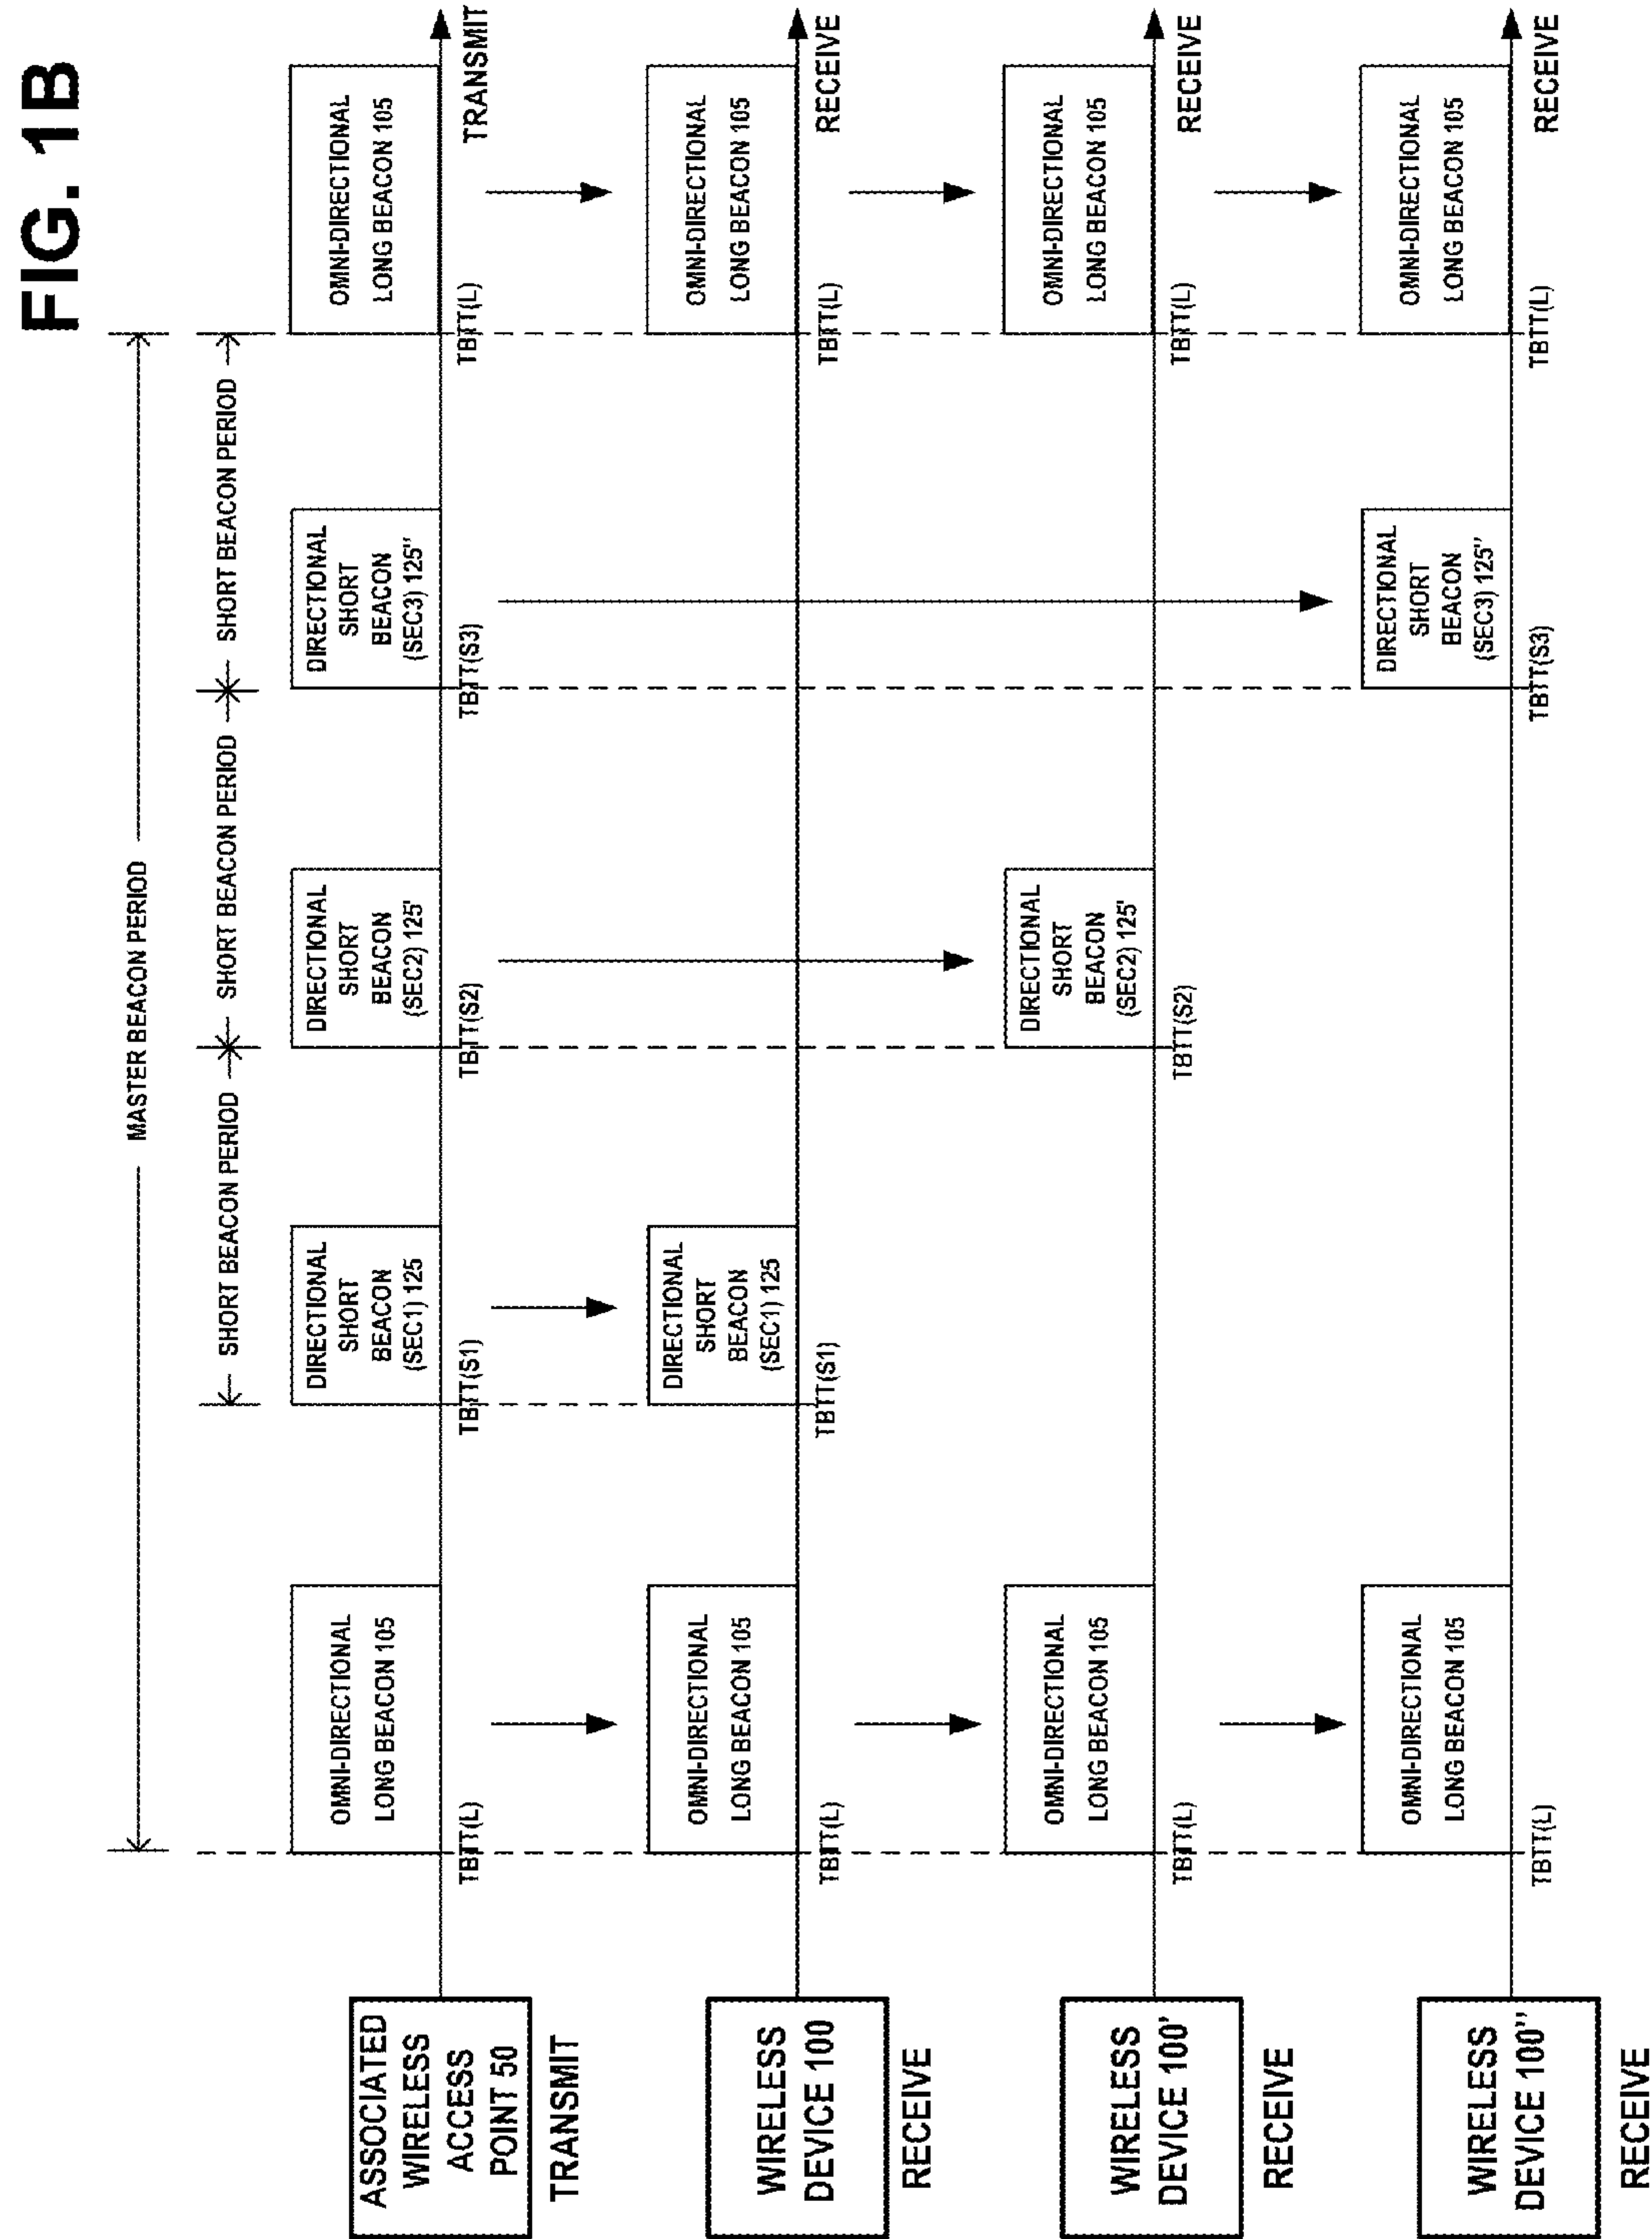 FIG. 1B
MASTER BEACON PERIOD
SHORT BEACON PERIOD
SHORT BEACON PERIOD
SHORT BEACON PERIOD
ASSOCIATED
WIRELESS
ACCESS
POINT 50
TRANSMIT
OMNI-DIRECTIONAL
LONG BEACON 105
TBTT(L)
DIRECTIONAL
SHORT
BEACON
(SEC1) 125
TBTT(S1)
DIRECTIONAL
SHORT
BEACON
(SEC2) 125'
TBTT(S2)
DIRECTIONAL
SHORT
BEACON
(SEC3) 125"
TBTT(S3)
OMNI-DIRECTIONAL
LONG BEACON 105
TBTT(L)
TRANSMIT
WIRELESS
DEVICE 100
RECEIVE
OMNI-DIRECTIONAL
LONG BEACON 105
TBTT(L)
DIRECTIONAL
SHORT
BEACON
(SEC1) 125
TBTT(S1)
OMNI-DIRECTIONAL
LONG BEACON 105
TBTT(L)
RECEIVE
WIRELESS
DEVICE 100'
RECEIVE
OMNI-DIRECTIONAL
LONG BEACON 105
TBTT(L)
DIRECTIONAL
SHORT
BEACON
(SEC2) 125'
TBTT(S2)
OMNI-DIRECTIONAL
LONG BEACON 105
TBTT(L)
RECEIVE
WIRELESS
DEVICE 100"
RECEIVE
OMNI-DIRECTIONAL
LONG BEACON 105
TBTT(L)
DIRECTIONAL
SHORT
BEACON
(SEC3) 125"
TBTT(S3)
OMNI-DIRECTIONAL
LONG BEACON 105
TBTT(L)
RECEIVE